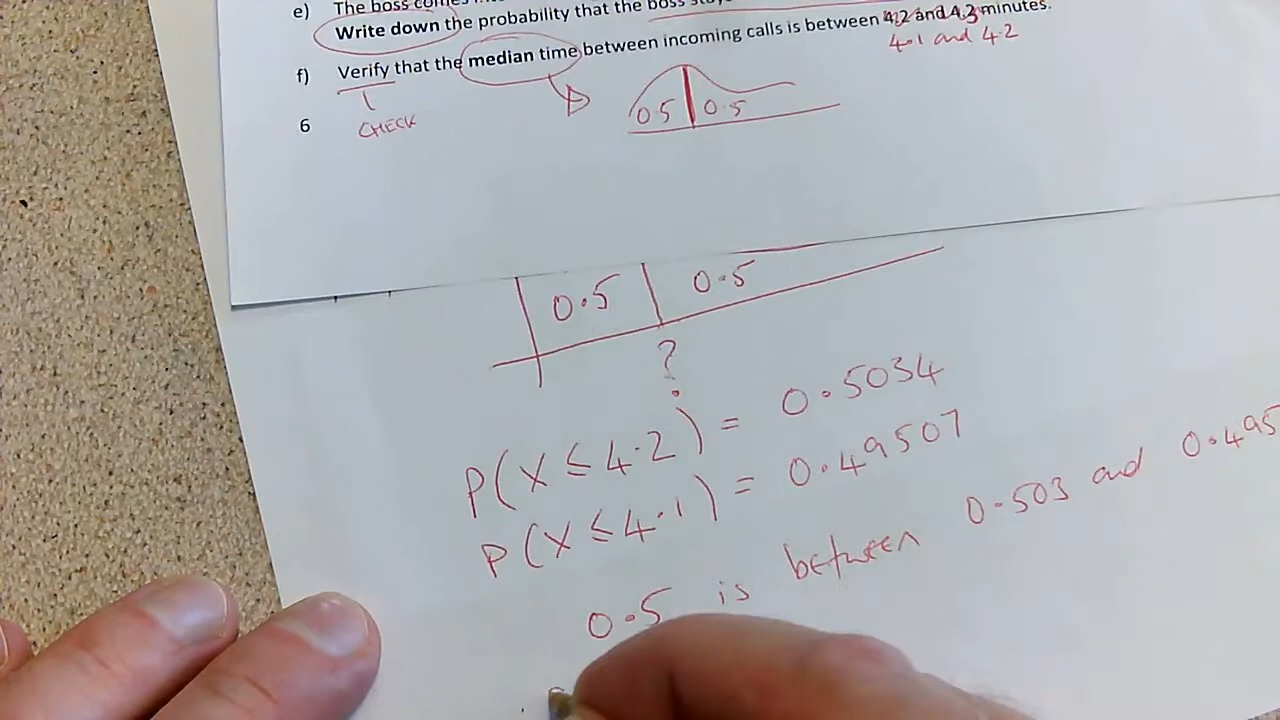 e) The boss comes
Write down the probability that the boss stays
f) Verify that the median time between incoming calls is between 4.2 and 4.3 minutes.
4.1 and 4.2
6
CHECK
0.5 0.5
0.5 0.5
?
P(X ≤ 4.2) = 0.5034
P(X ≤ 4.1) = 0.49507
0.5 is between 0.503 and 0.495